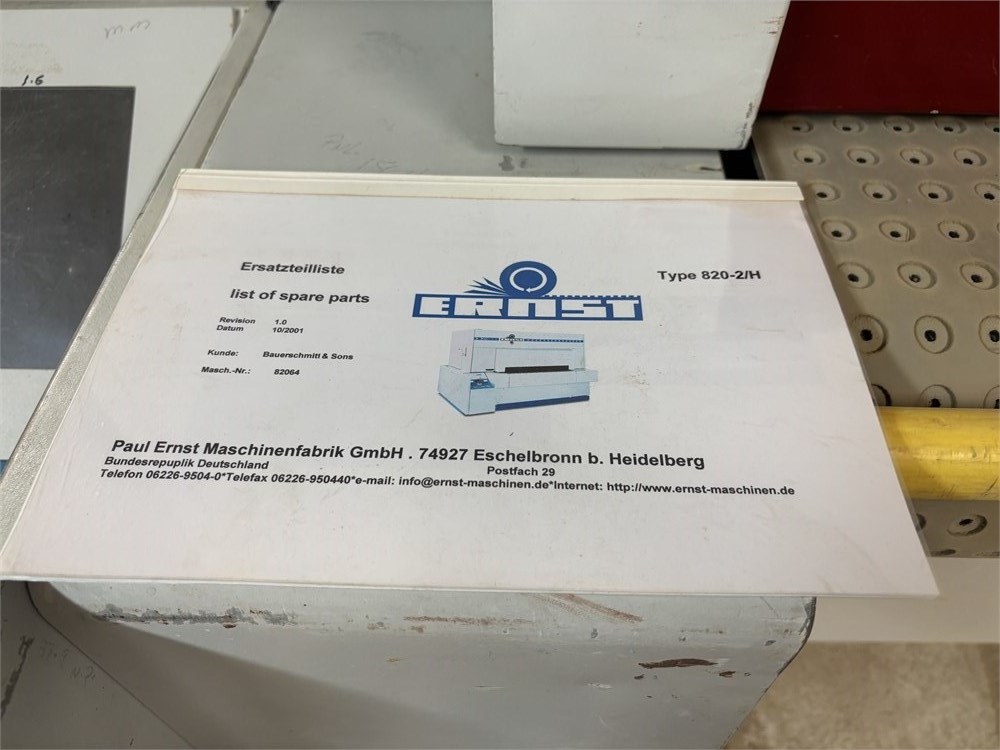 1.6
Ersatzteilliste
list of spare parts
Revision 1.0
Datum 10/2001
Kunde: Bauerschmitt & Sons
Masch.-Nr.: 82064
ERNST
Type 820-2/H
Paul Ernst Maschinenfabrik GmbH . 74927 Eschelbronn b. Heidelberg
Bundesrepuplik Deutschland Postfach 29
Telefon 06226-9504-0*Telefax 06226-950440*e-mail: info@ernst-maschinen.de*Internet: http://www.ernst-maschinen.de